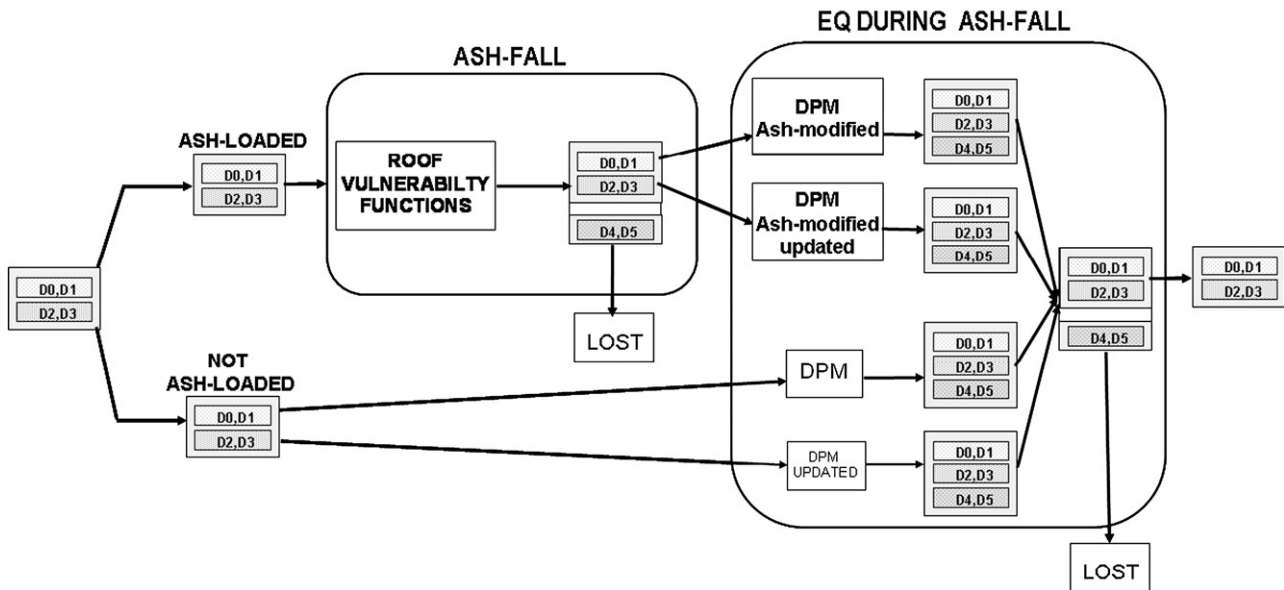 EQ DURING ASH-FALL
ASH-FALL
ASH-LOADED
D0,D1
D2,D3
ROOF
VULNERABILTY
FUNCTIONS
D0,D1
D2,D3
D4,D5
LOST
DPM
Ash-modified
D0,D1
D2,D3
D4,D5
DPM
Ash-modified
updated
D0,D1
D2,D3
D4,D5
D0,D1
D2,D3
NOT
ASH-LOADED
D0,D1
D2,D3
DPM
D0,D1
D2,D3
D4,D5
DPM
UPDATED
D0,D1
D2,D3
D4,D5
D0,D1
D2,D3
D4,D5
LOST
D0,D1
D2,D3